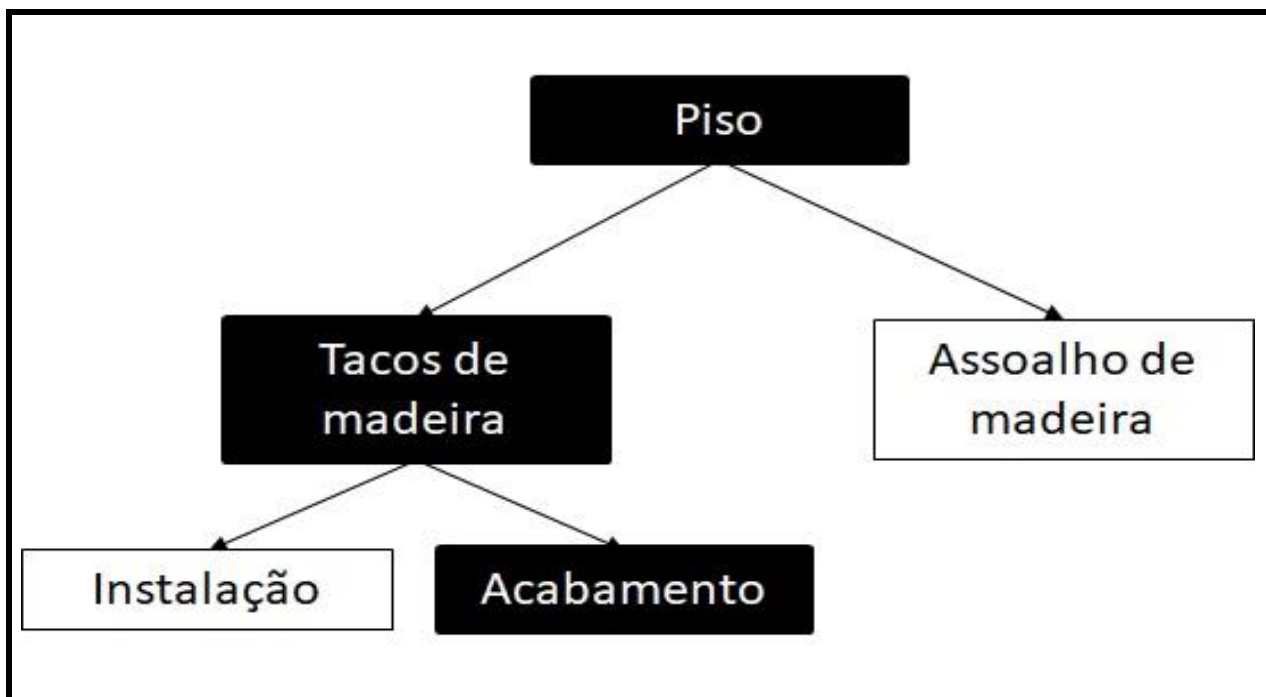 Piso
Tacos de
madeira
Assoalho de
madeira
Instalação
Acabamento